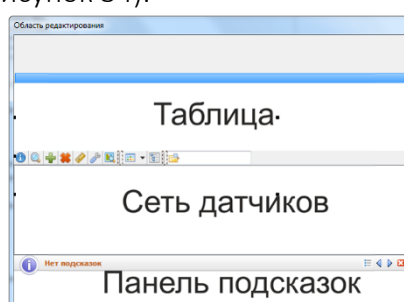 Область редактирования
Таблица
Сеть датчиков
Нет подсказок
Панель подсказок